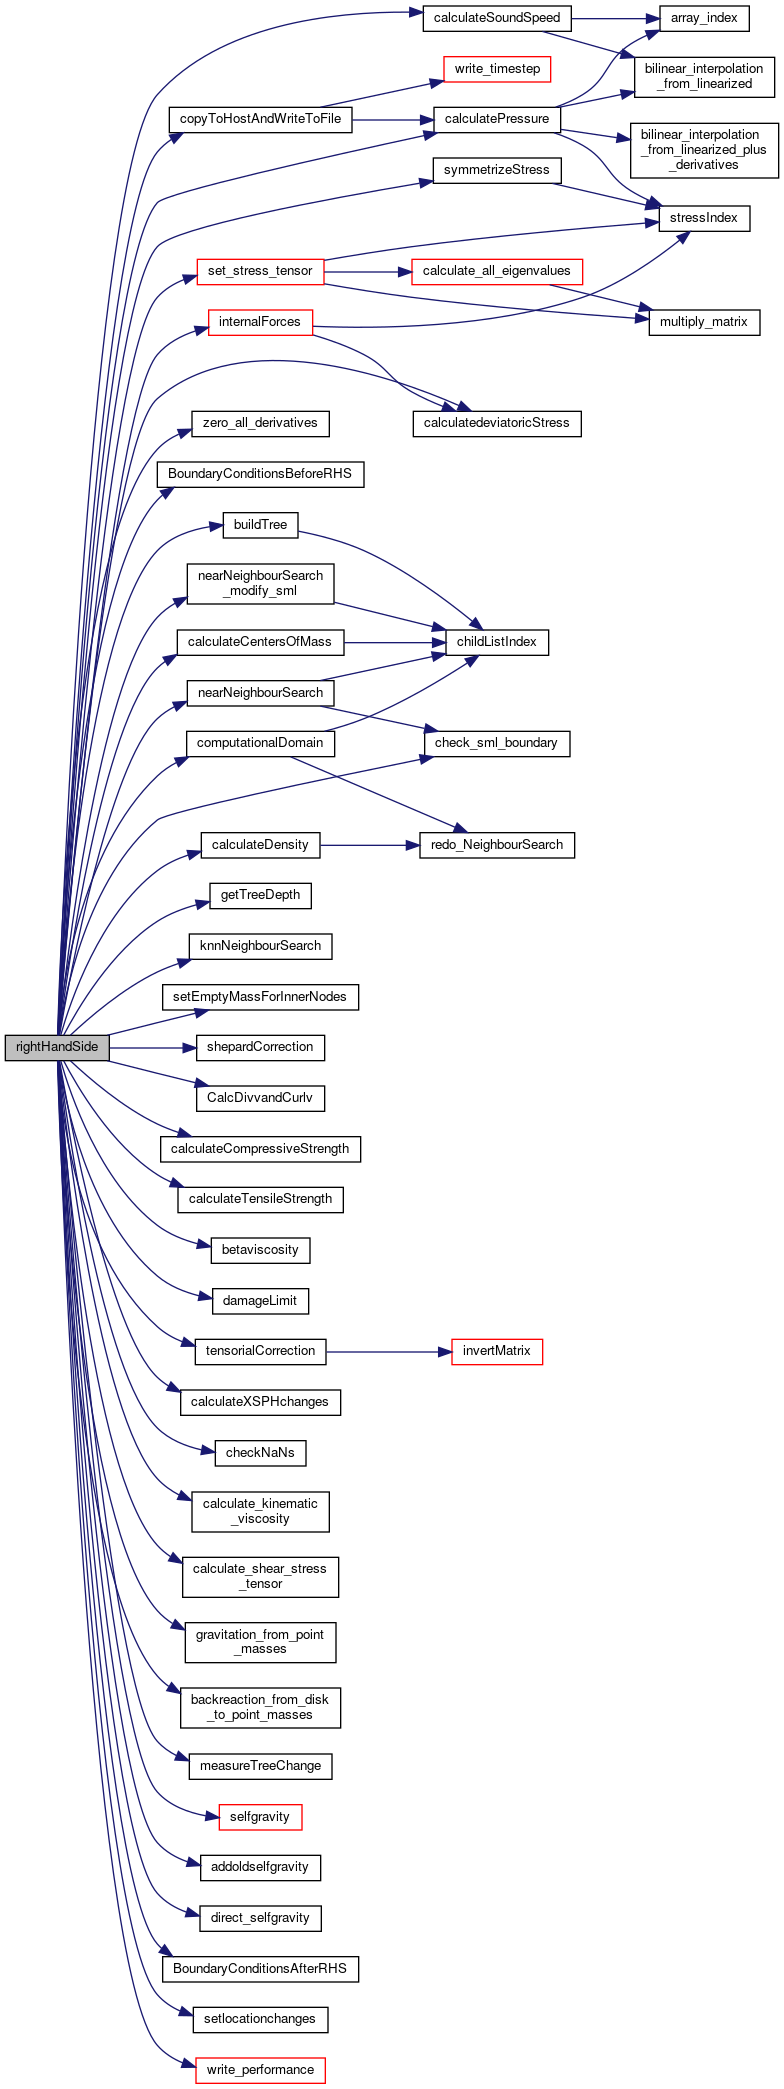 calculateSoundSpeed
array_index
write_timestep
bilinear_interpolation
_from_linearized
copyToHostAndWriteToFile
calculatePressure
bilinear_interpolation
_from_linearized_plus
_derivatives
symmetrizeStress
stressIndex
set_stress_tensor
calculate_all_eigenvalues
internalForces
multiply_matrix
zero_all_derivatives
calculatedeviatoricStress
BoundaryConditionsBeforeRHS
buildTree
nearNeighbourSearch
_modify_sml
calculateCentersOfMass
childListIndex
nearNeighbourSearch
computationalDomain
check_sml_boundary
calculateDensity
redo_NeighbourSearch
getTreeDepth
knnNeighbourSearch
setEmptyMassForInnerNodes
rightHandSide
shepardCorrection
CalcDivvandCurlv
calculateCompressiveStrength
calculateTensileStrength
betaviscosity
damageLimit
tensorialCorrection
invertMatrix
calculateXSPHchanges
checkNaNs
calculate_kinematic
_viscosity
calculate_shear_stress
_tensor
gravitation_from_point
_masses
backreaction_from_disk
_to_point_masses
measureTreeChange
selfgravity
addoldselfgravity
direct_selfgravity
BoundaryConditionsAfterRHS
setlocationchanges
write_performance